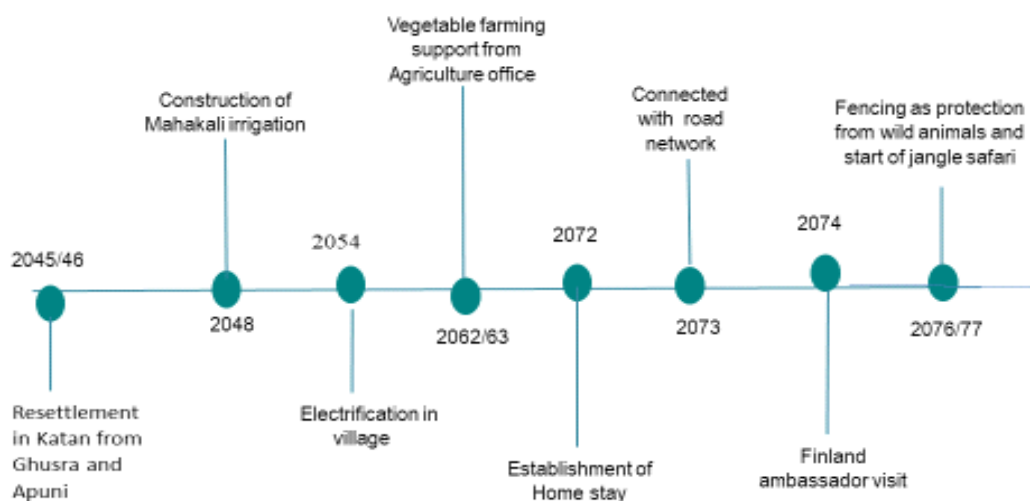 2045/46
Resettlement
in Katan from
Ghusra and
Apuni
Construction of
Mahakali irrigation
2048
2054
Electrification in
village
Vegetable farming
support from
Agriculture office
2062/63
2072
Establishment of
Home stay
Connected
with road
network
2073
2074
Finland
ambassador visit
Fencing as protection
from wild animals and
start of jangle safari
2076/77